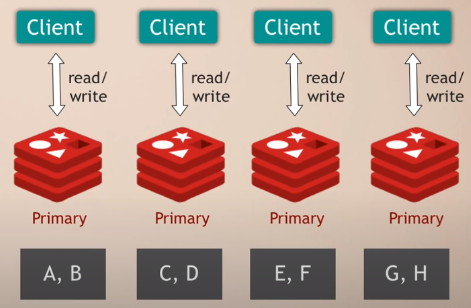 Client Client Client Client
read/ read/ read/ read/
write write write write
Primary Primary Primary Primary
A, B C, D E, F G, H